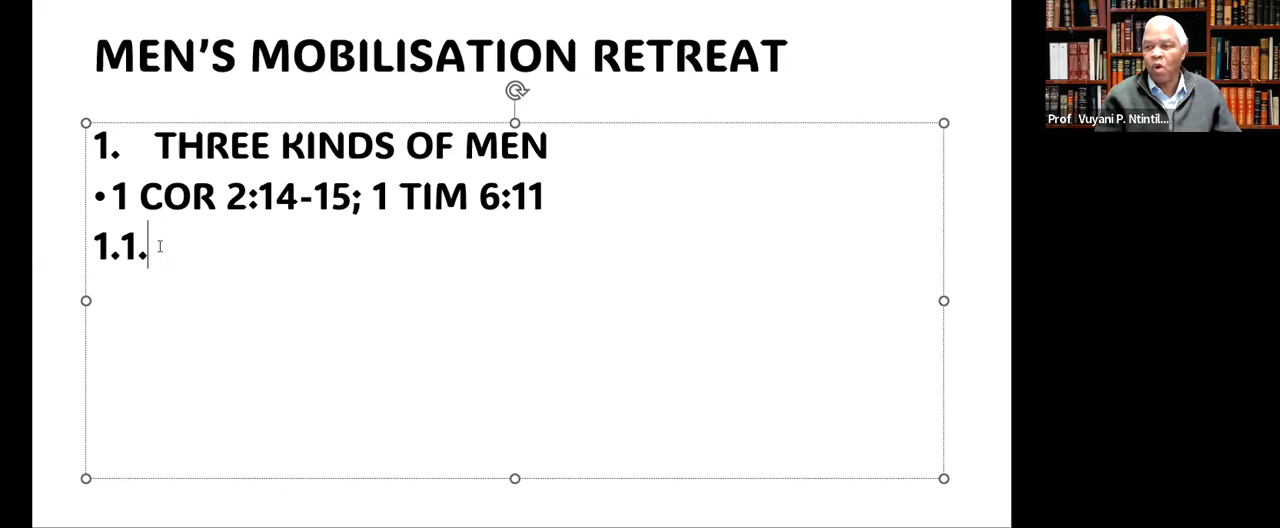 MEN'S MOBILISATION RETREAT
1. THREE KINDS OF MEN
•1 COR 2:14-15; 1 TIM 6:11
1.1.
Prof Vuyani P. Ntintil...